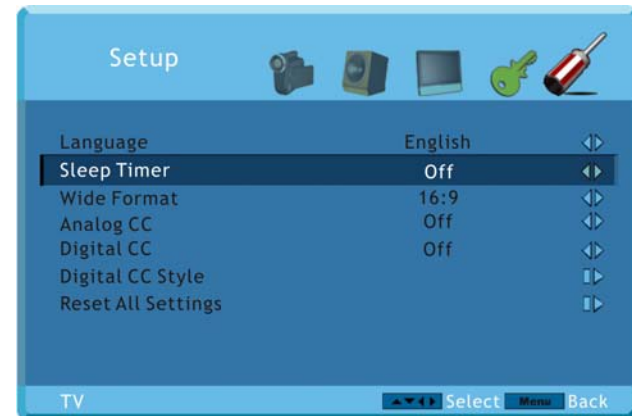 Setup
Language English
Sleep Timer Off
Wide Format 16:9
Analog CC Off
Digital CC Off
Digital CC Style
Reset All Settings
TV Select Menu Back